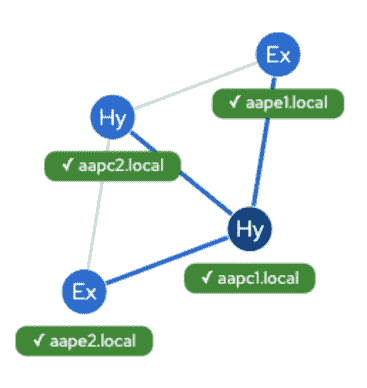 Ex
✓ aape1.local
Hy
✓ aapc2.local
Hy
✓ aapc1.local
Ex
✓ aape2.local